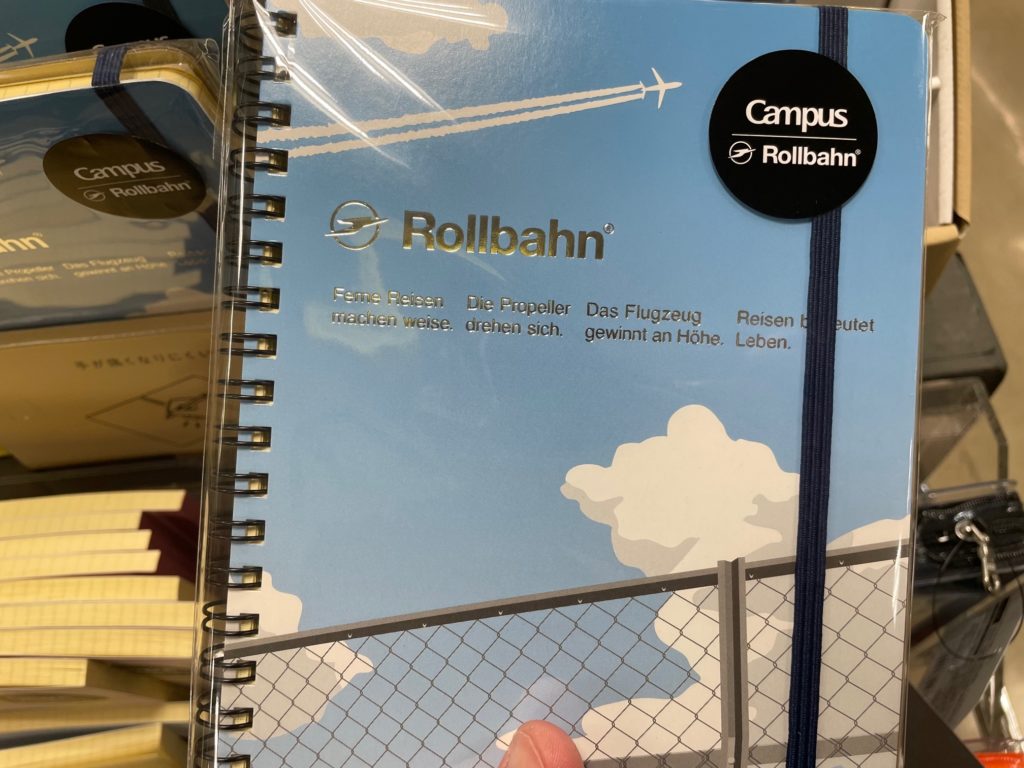 Campus
Rollbahn®
Rollbahn®
Ferne Reisen
machen weise.
Die Propeller
drehen sich.
Das Flugzeug
gewinnt an Höhe.
Reisen
Leben.
Campus
Rollbahn®